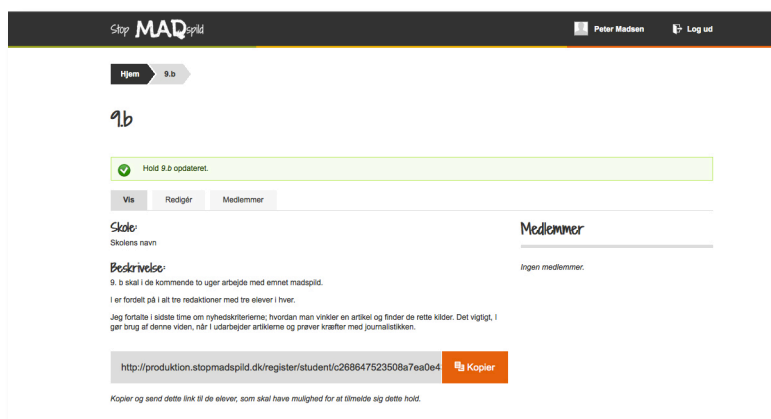 Stop MADspild
Peter Madsen
Log ud
Hjem
9.b
9.b
Hold 9.b opdateret.
Vis
Redigér
Medlemmer
Skole:
Skolens navn
Beskrivelse:
9. b skal i de kommende to uger arbejde med emnet madspild.
I er fordelt på i alt tre redaktioner med tre elever i hver.
Jeg fortalte i sidste time om nyhedskriterierne; hvordan man vinkler en artikel og finder de rette kilder. Det vigtigt, I
gør brug af denne viden, når I udarbejder artiklerne og prøver kræfter med journalistikken.
http://produktion.stopmadspild.dk/register/student/c268647523508a7ea0e4
Kopier
Kopier og send dette link til de elever, som skal have mulighed for at tilmelde sig dette hold.
Medlemmer
Ingen medlemmer.